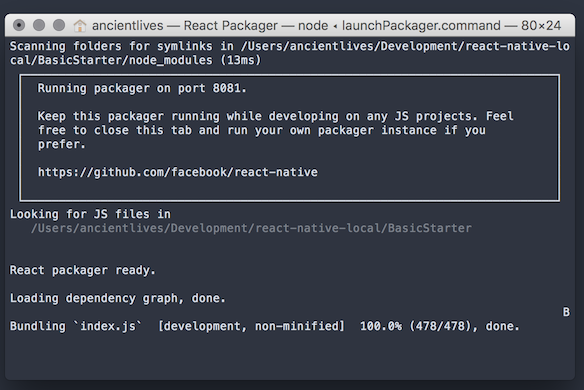 ancientlives — React Packager — node ◂ launchPackager.command — 80×24
Scanning folders for symlinks in /Users/ancientlives/Development/react-native-lo
cal/BasicStarter/node_modules (13ms)
Running packager on port 8081.
Keep this packager running while developing on any JS projects. Feel
free to close this tab and run your own packager instance if you
prefer.
https://github.com/facebook/react-native
Looking for JS files in
/Users/ancientlives/Development/react-native-local/BasicStarter
React packager ready.
Loading dependency graph, done.
B
Bundling `index.js`  [development, non-minified]  100.0% (478/478), done.